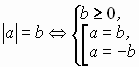 |a| = b ⇔ { b ≥ 0,
[ a = b,
a = −b